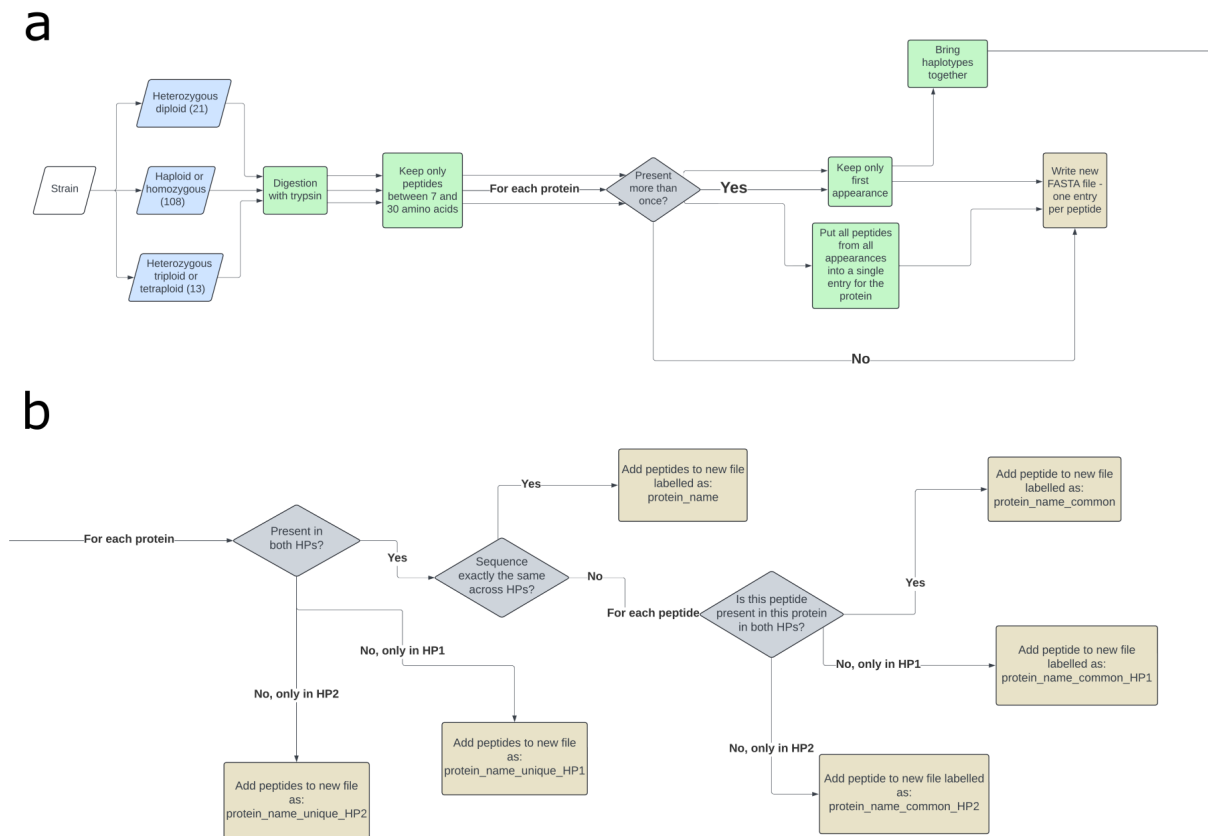 a
Bring
haplotypes
together
Heterozygous
diploid (21)
Strain
Haploid or
homozygous
(108)
Digestion
with trypsin
Keep only
peptides
between 7 and
30 amino acids
For each protein
Present
more than
once?
Yes
Keep only
first
appearance
Write new
FASTA file -
one entry
per peptide
Heterozygous
triploid or
tetraploid (13)
Put all peptides
from all
appearances
into a single
entry for the
protein
No
b
For each protein
Present in
both HPs?
Yes
Sequence
exactly the same
across HPs?
Yes
Add peptides to new file
labelled as:
protein_name
No
For each peptide
Is this peptide
present in this protein
in both HPs?
Yes
Add peptide to new file
labelled as:
protein_name_common
No, only in HP1
Add peptide to new file
labelled as:
protein_name_common_HP1
No, only in HP2
Add peptide to new file labelled
as:
protein_name_common_HP2
No, only in HP1
Add peptides to new file
as:
protein_name_unique_HP1
No, only in HP2
Add peptides to new file
as:
protein_name_unique_HP2